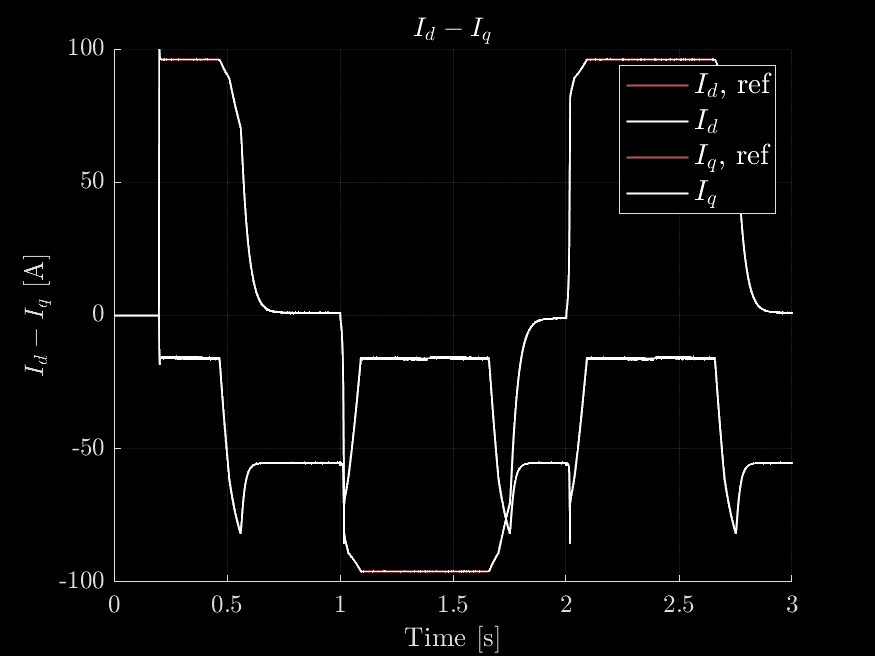 I_d − I_q
100
50
0
-50
-100
I_d − I_q [A]
I_d, ref
I_d
I_q, ref
I_q
0 0.5 1 1.5 2 2.5 3
Time [s]